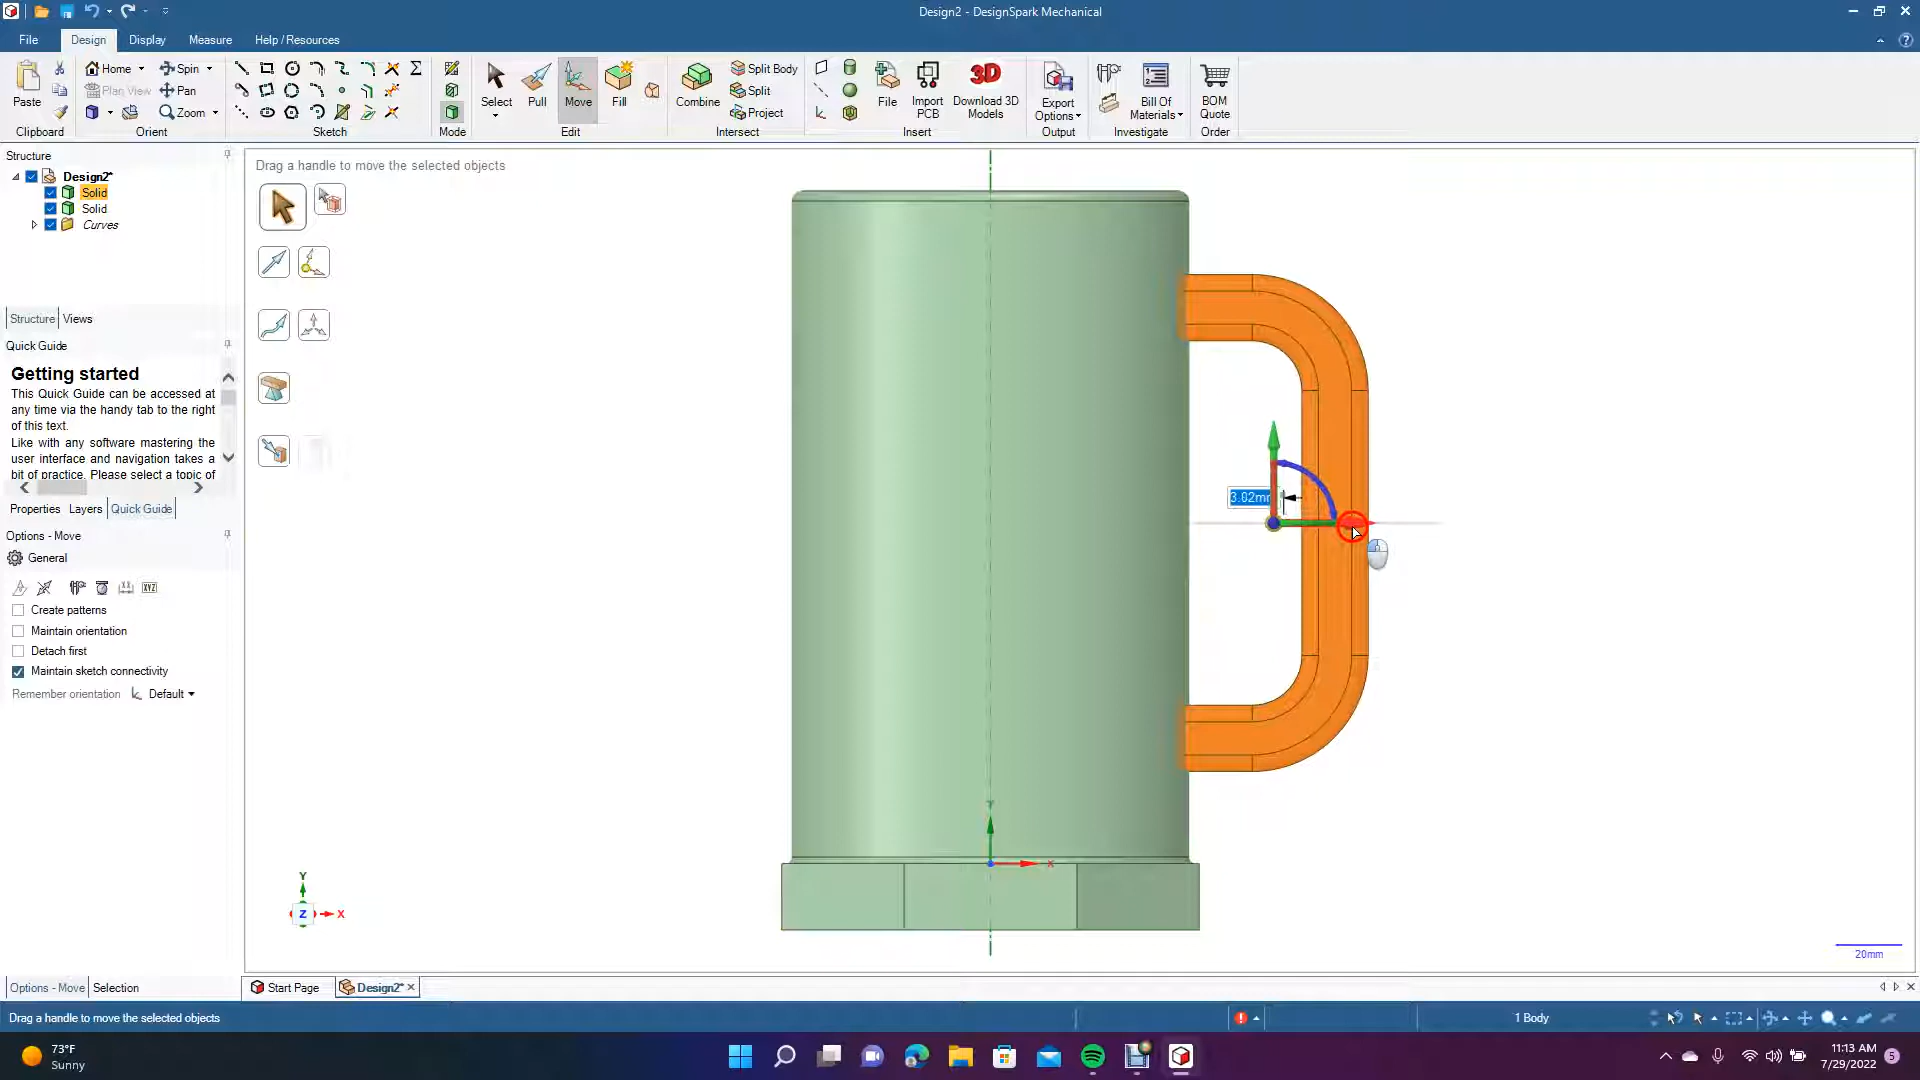 Design2 - DesignSpark Mechanical
File Design Display Measure Help / Resources
Paste
Clipboard
Home Spin
Plan View Pan
Zoom
Orient
Sketch
Mode
Select Pull Move Fill
Edit
Combine
Split Body
Split
Project
Intersect
File
Import PCB
Download 3D Models
Insert
Export Options
Output
Bill Of Materials
Investigate
BOM Quote
Order
Structure
Design2*
Solid
Solid
Curves
Structure Views
Quick Guide
Getting started
This Quick Guide can be accessed at
any time via the handy tab to the right
of this text.
Like with any software mastering the
user interface and navigation takes a
bit of practice. Please select a topic of
Properties Layers Quick Guide
Options - Move
General
XYZ
Create patterns
Maintain orientation
Detach first
Maintain sketch connectivity
Remember orientation Default
Options - Move Selection
Drag a handle to move the selected objects
3.82mm
Y
X
Y
Z
X
20mm
Start Page Design2*
Drag a handle to move the selected objects
1 Body
73°F
Sunny
11:13 AM
7/29/2022
5